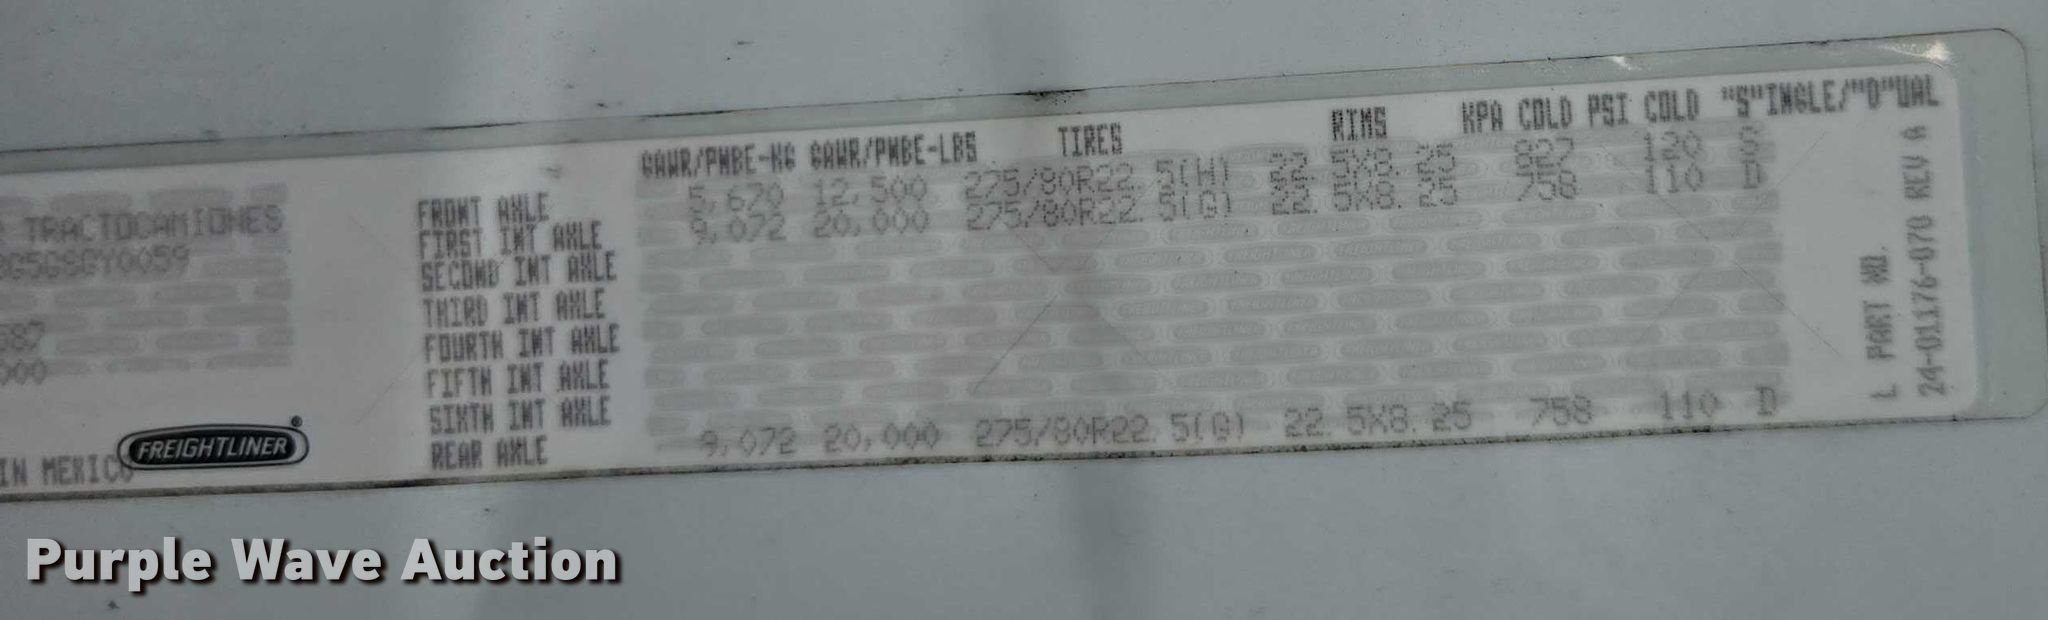 GAWR/PNBE-KG GAWR/PNBE-LBS TIRES RIMS KPA COLD PSI COLD "S"INGLE/"D"UAL
FRONT AXLE 5,670 12,500 275/80R22.5(H) 22.5X8.25 827 120 S
FIRST INT AXLE 9,072 20,000 275/80R22.5(G) 22.5X8.25 758 110 D
SECOND INT AXLE
THIRD INT AXLE
FOURTH INT AXLE
FIFTH INT AXLE
SIXTH INT AXLE
REAR AXLE 9,072 20,000 275/80R22.5(G) 22.5X8.25 758 110 D
TRACTOCAMIONES
G5GSGY0059
687
000
IN MEXICO
FREIGHTLINER®
L PART NO.
24-01176-070 REV A
Purple Wave Auction